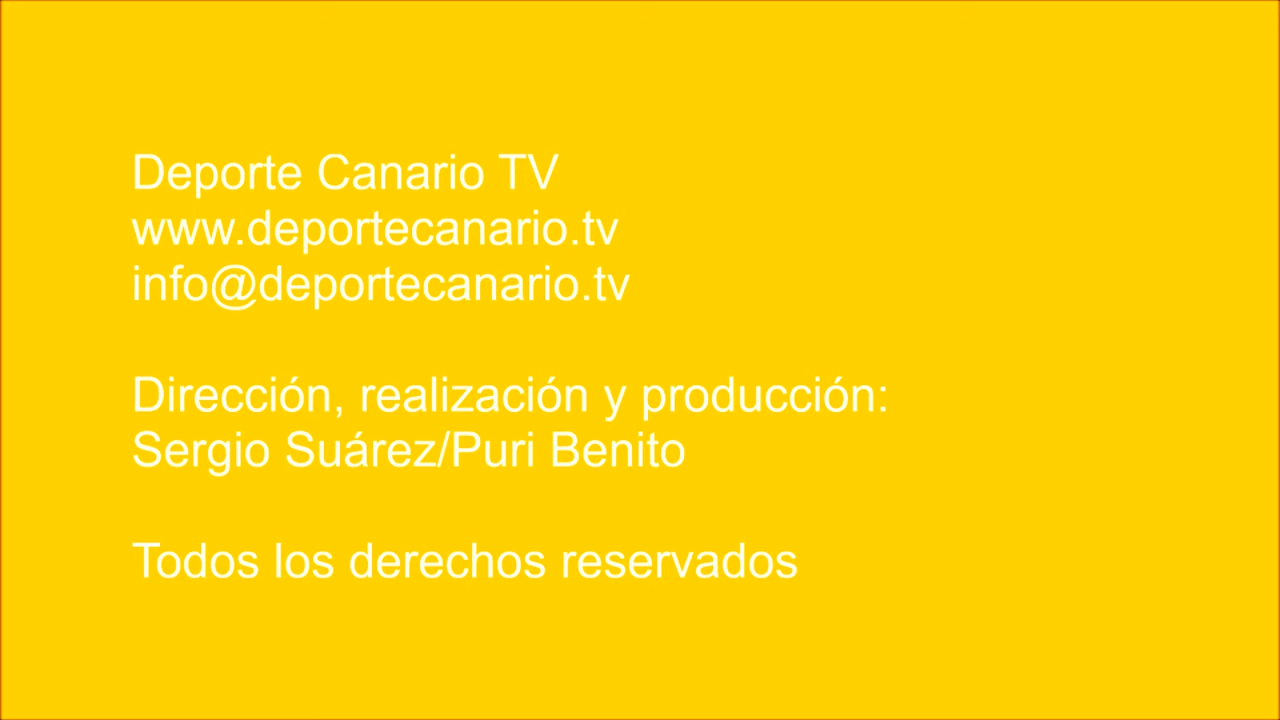 Deporte Canario TV
www.deportecanario.tv
info@deportecanario.tv
Dirección, realización y producción:
Sergio Suárez/Puri Benito
Todos los derechos reservados